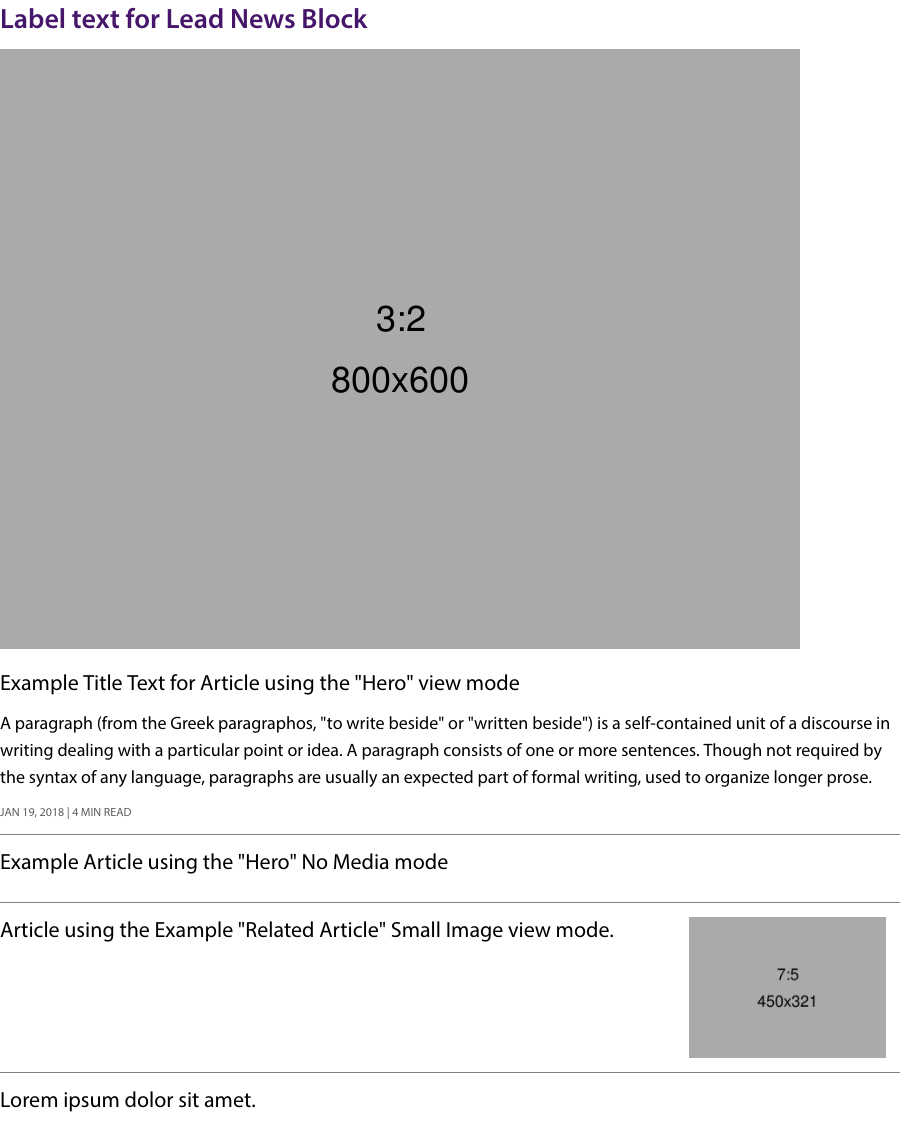 Label text for Lead News Block
3:2
800x600
Example Title Text for Article using the "Hero" view mode
A paragraph (from the Greek paragraphos, "to write beside" or "written beside") is a self-contained unit of a discourse in
writing dealing with a particular point or idea. A paragraph consists of one or more sentences. Though not required by
the syntax of any language, paragraphs are usually an expected part of formal writing, used to organize longer prose.
JAN 19, 2018 | 4 MIN READ
Example Article using the "Hero" No Media mode
Article using the Example "Related Article" Small Image view mode.
7:5
450x321
Lorem ipsum dolor sit amet.